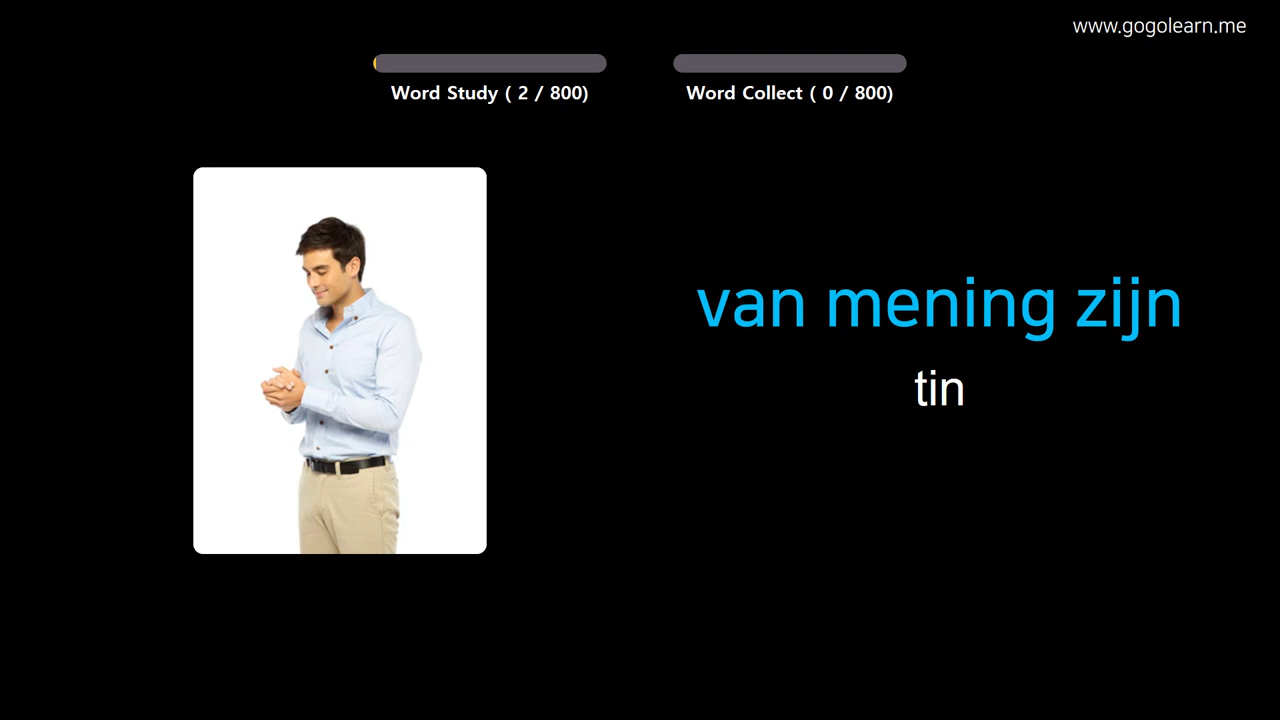 www.gogolearn.me
Word Study ( 2 / 800)
Word Collect ( 0 / 800)
van mening zijn
tin